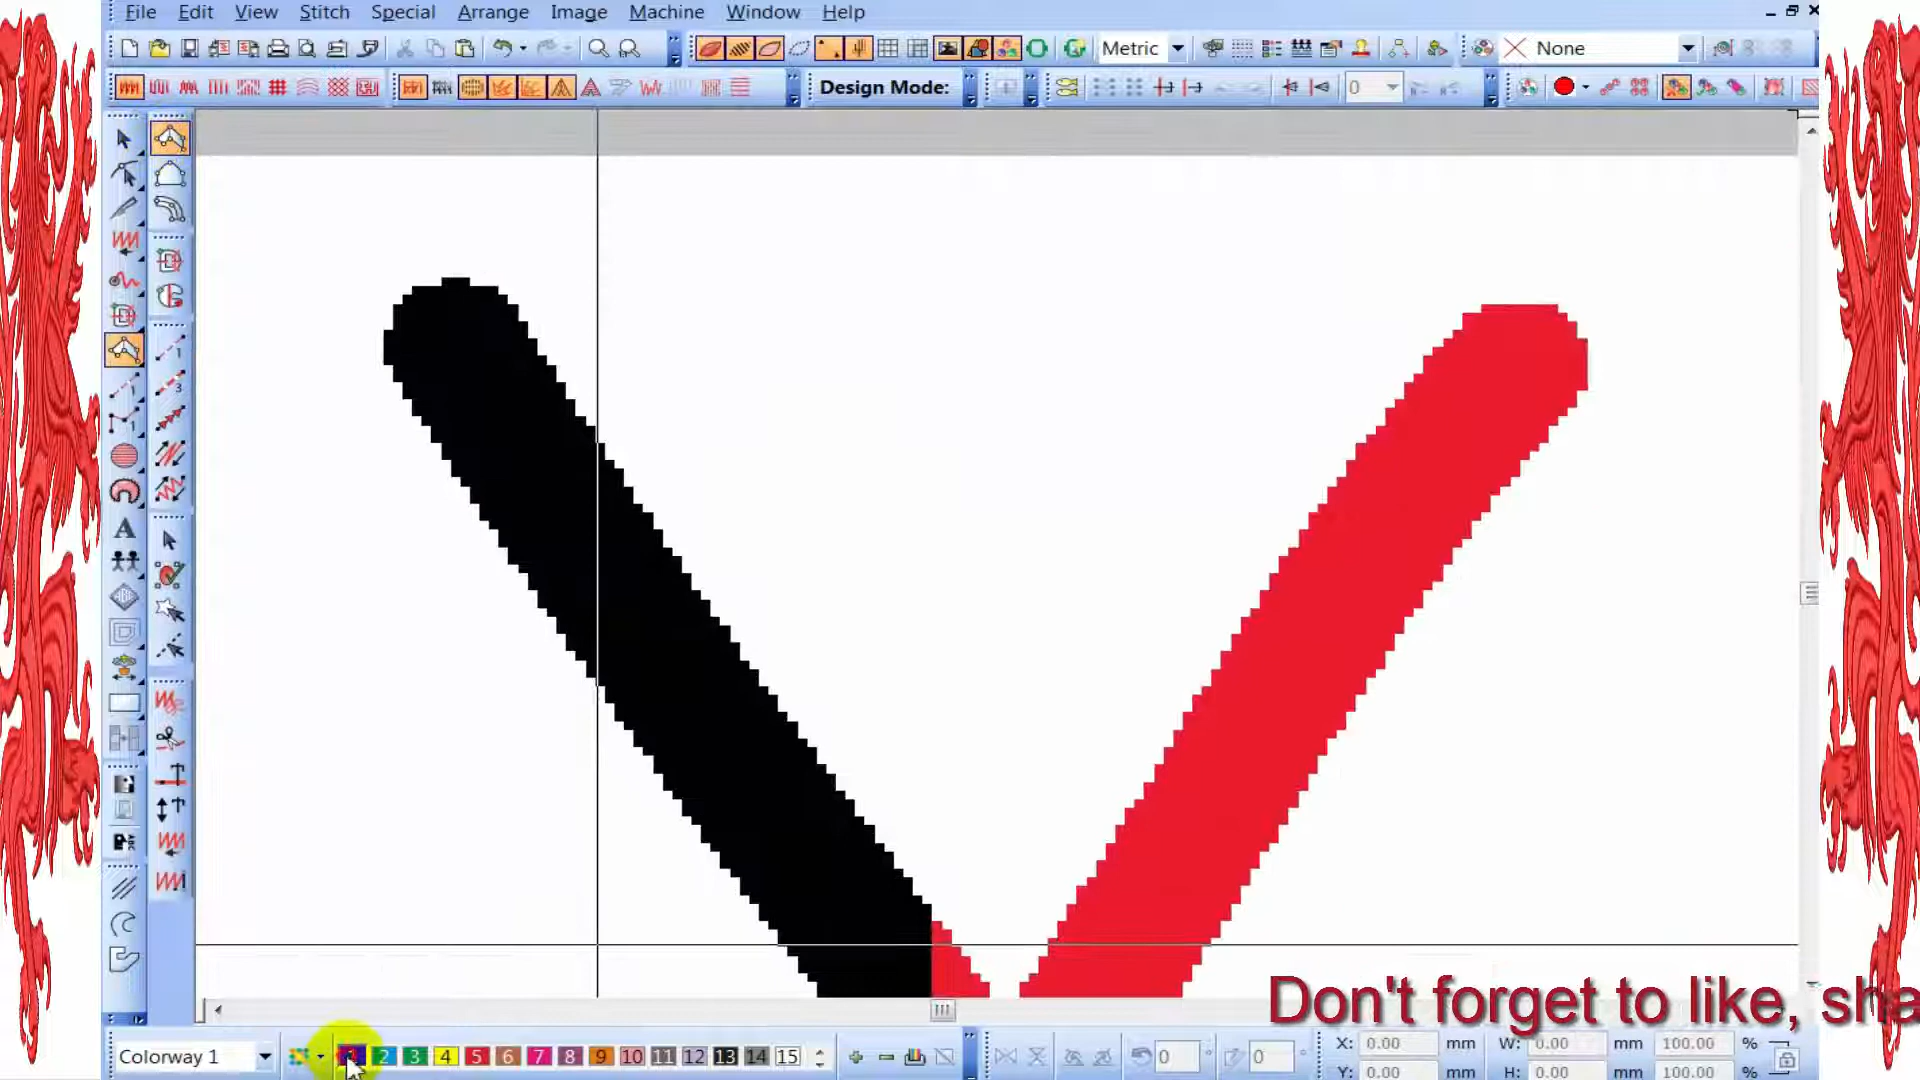 File Edit View Stitch Special Arrange Image Machine Window Help
Metric None
Design Mode: 0
A
Colorway 1 1 2 3 4 5 6 7 8 9 10 11 12 13 14 15 0 ° 0 ° X: 0.00 mm W: 0.00 mm 100.00 %
Y: 0.00 mm H: 0.00 mm 100.00 %
Don't forget to like, sha